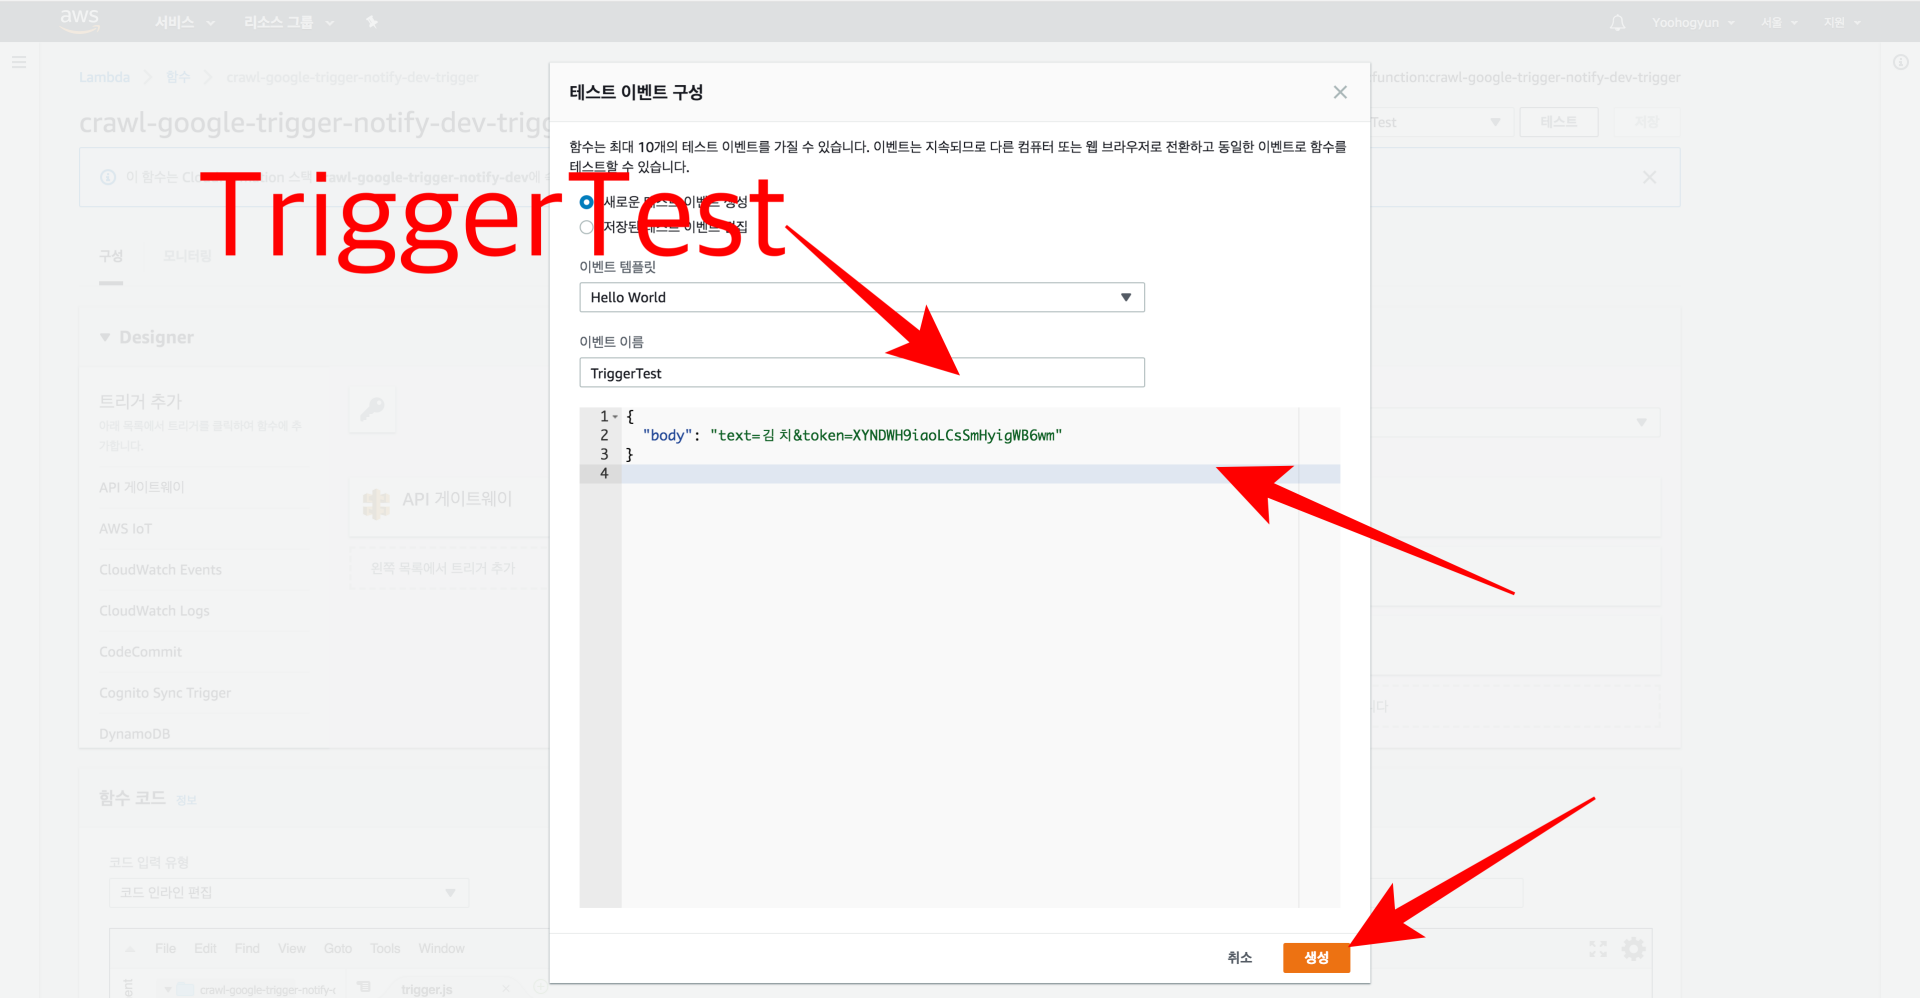 aws
서비스
리소스 그룹
Yoohogyun
서울
지원
Lambda
함수
crawl-google-trigger-notify-dev-trigger
function:crawl-google-trigger-notify-dev-trigger
crawl-google-trigger-notify-dev-trigg
Test
테스트
저장
이 함수는
스택
rawl-google-trigger-notify-dev에
구성
모니터링
Designer
트리거 추가
아래 목록에서 트리거를 클릭하여 함수에 추
가합니다.
API 게이트웨이
AWS IoT
CloudWatch Events
CloudWatch Logs
CodeCommit
Cognito Sync Trigger
DynamoDB
API 게이트웨이
왼쪽 목록에서 트리거 추가
니다
함수 코드
정보
코드 입력 유형
코드 인라인 편집
File
Edit
Find
View
Goto
Tools
Window
crawl-google-trigger-notify-
trigger.js
테스트 이벤트 구성
함수는 최대 10개의 테스트 이벤트를 가질 수 있습니다. 이벤트는 지속되므로 다른 컴퓨터 또는 웹 브라우저로 전환하고 동일한 이벤트로 함수를
테스트할 수 있습니다.
TriggerTest
새로운 테스트 이벤트 생성
저장된 테스트 이벤트 편집
이벤트 템플릿
Hello World
이벤트 이름
TriggerTest
1 {
2 "body": "text=김치&token=XYNDWH9iaoLCsSmHyigWB6wm"
3 }
4
취소
생성